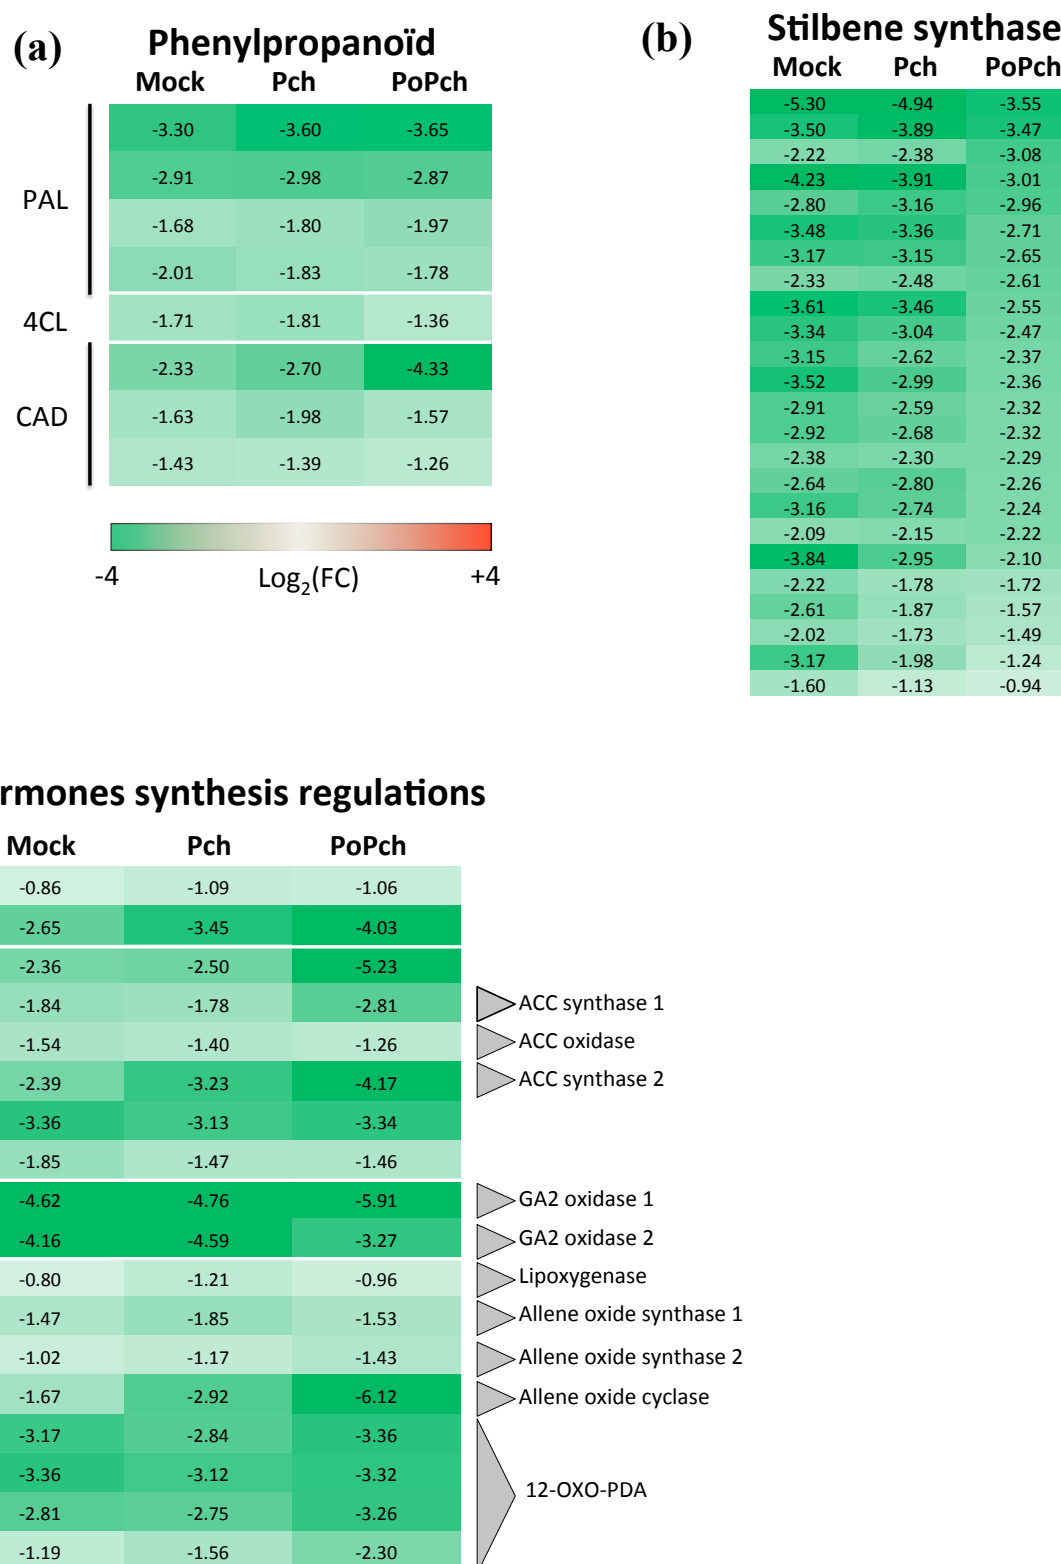 (a)
Phenylpropanoïd
Mock Pch PoPch
PAL
-3.30 -3.60 -3.65
-2.91 -2.98 -2.87
-1.68 -1.80 -1.97
-2.01 -1.83 -1.78
4CL
-1.71 -1.81 -1.36
CAD
-2.33 -2.70 -4.33
-1.63 -1.98 -1.57
-1.43 -1.39 -1.26
-4 Log2(FC) +4
(b)
Stilbene synthase
Mock Pch PoPch
-5.30 -4.94 -3.55
-3.50 -3.89 -3.47
-2.22 -2.38 -3.08
-4.23 -3.91 -3.01
-2.80 -3.16 -2.96
-3.48 -3.36 -2.71
-3.17 -3.15 -2.65
-2.33 -2.48 -2.61
-3.61 -3.46 -2.55
-3.34 -3.04 -2.47
-3.15 -2.62 -2.37
-3.52 -2.99 -2.36
-2.91 -2.59 -2.32
-2.92 -2.68 -2.32
-2.38 -2.30 -2.29
-2.64 -2.80 -2.26
-3.16 -2.74 -2.24
-2.09 -2.15 -2.22
-3.84 -2.95 -2.10
-2.22 -1.78 -1.72
-2.61 -1.87 -1.57
-2.02 -1.73 -1.49
-3.17 -1.98 -1.24
-1.60 -1.13 -0.94
rmones synthesis regulations
Mock Pch PoPch
-0.86 -1.09 -1.06
-2.65 -3.45 -4.03
-2.36 -2.50 -5.23
-1.84 -1.78 -2.81 ACC synthase 1
-1.54 -1.40 -1.26 ACC oxidase
-2.39 -3.23 -4.17 ACC synthase 2
-3.36 -3.13 -3.34
-1.85 -1.47 -1.46
-4.62 -4.76 -5.91 GA2 oxidase 1
-4.16 -4.59 -3.27 GA2 oxidase 2
-0.80 -1.21 -0.96 Lipoxygenase
-1.47 -1.85 -1.53 Allene oxide synthase 1
-1.02 -1.17 -1.43 Allene oxide synthase 2
-1.67 -2.92 -6.12 Allene oxide cyclase
-3.17 -2.84 -3.36
-3.36 -3.12 -3.32 12-OXO-PDA
-2.81 -2.75 -3.26
-1.19 -1.56 -2.30